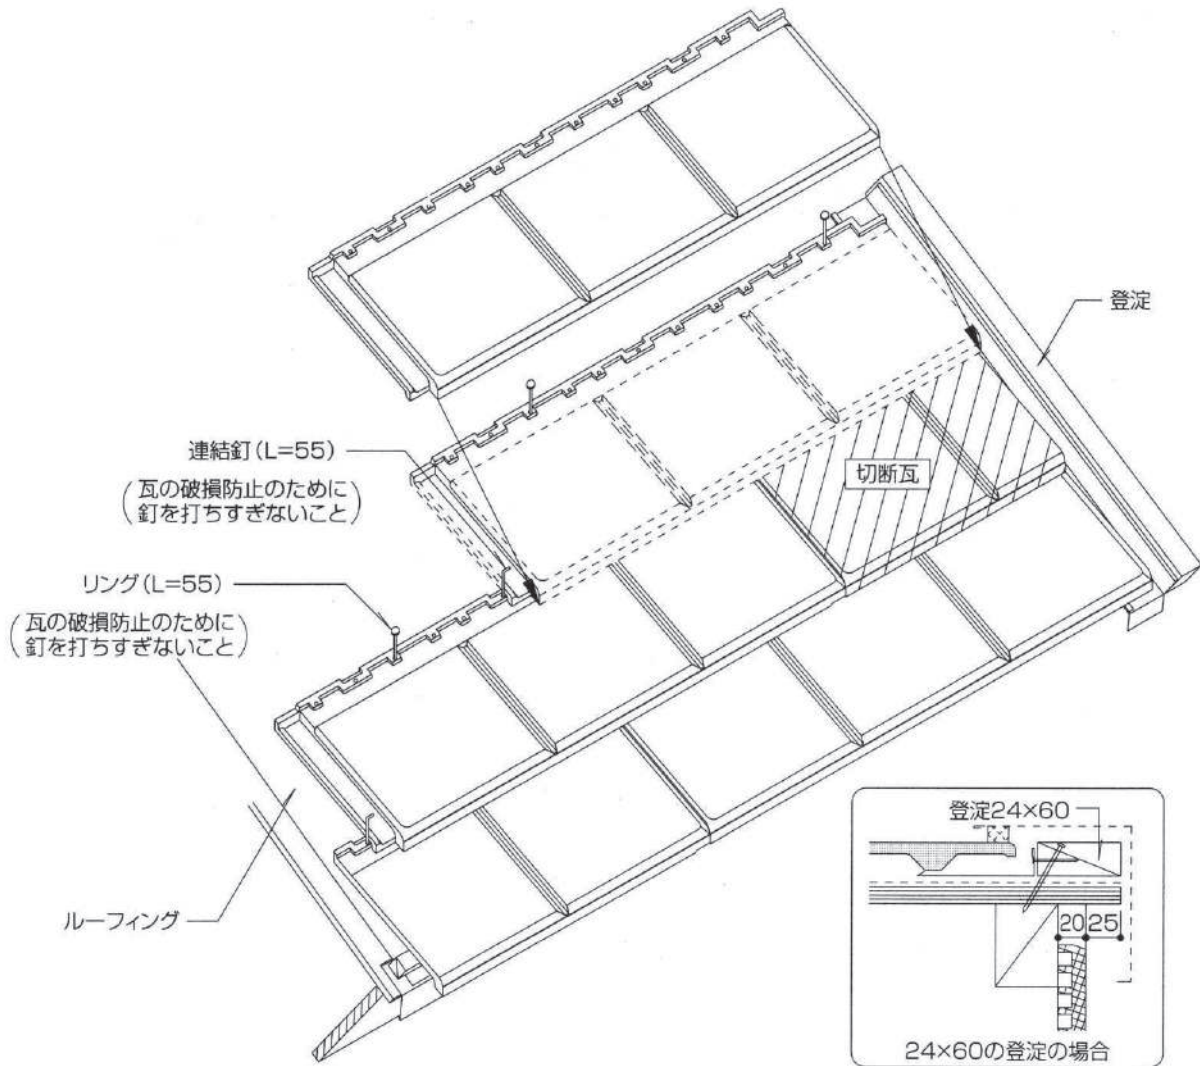 登淀
連結釘(L=55)
(瓦の破損防止のために
釘を打ちすぎないこと)
切断瓦
リング(L=55)
(瓦の破損防止のために
釘を打ちすぎないこと)
ルーフィング
登淀24×60
20 25
24×60の登淀の場合